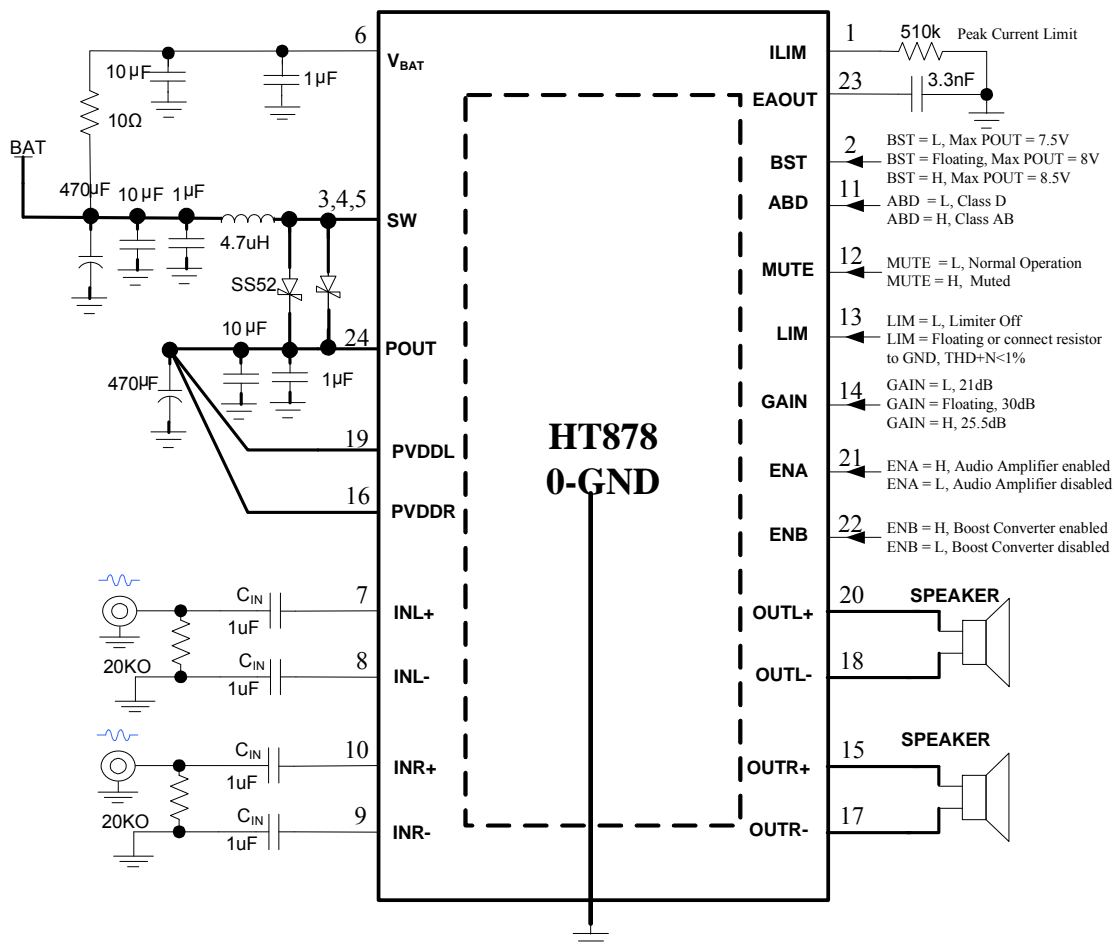 6
V_BAT
10µF
1µF
10Ω
BAT
470µF
10µF
1µF
3,4,5
SW
4.7uH
SS52
10µF
24
POUT
470µF
1µF
19
PVDDL
16
PVDDR
C_IN
7
INL+
1uF
20KO
C_IN
8
INL-
1uF
C_IN
10
INR+
1uF
20KO
C_IN
9
INR-
1uF
HT878
0-GND
1
ILIM
510k
Peak Current Limit
23
EAOUT
3.3nF
2
BST
BST = L, Max POUT = 7.5V
BST = Floating, Max POUT = 8V
BST = H, Max POUT = 8.5V
11
ABD
ABD = L, Class D
ABD = H, Class AB
12
MUTE
MUTE = L, Normal Operation
MUTE = H, Muted
13
LIM
LIM = L, Limiter Off
LIM = Floating or connect resistor
to GND, THD+N<1%
14
GAIN
GAIN = L, 21dB
GAIN = Floating, 30dB
GAIN = H, 25.5dB
21
ENA
ENA = H, Audio Amplifier enabled
ENA = L, Audio Amplifier disabled
22
ENB
ENB = H, Boost Converter enabled
ENB = L, Boost Converter disabled
20
OUTL+
SPEAKER
18
OUTL-
15
OUTR+
SPEAKER
17
OUTR-